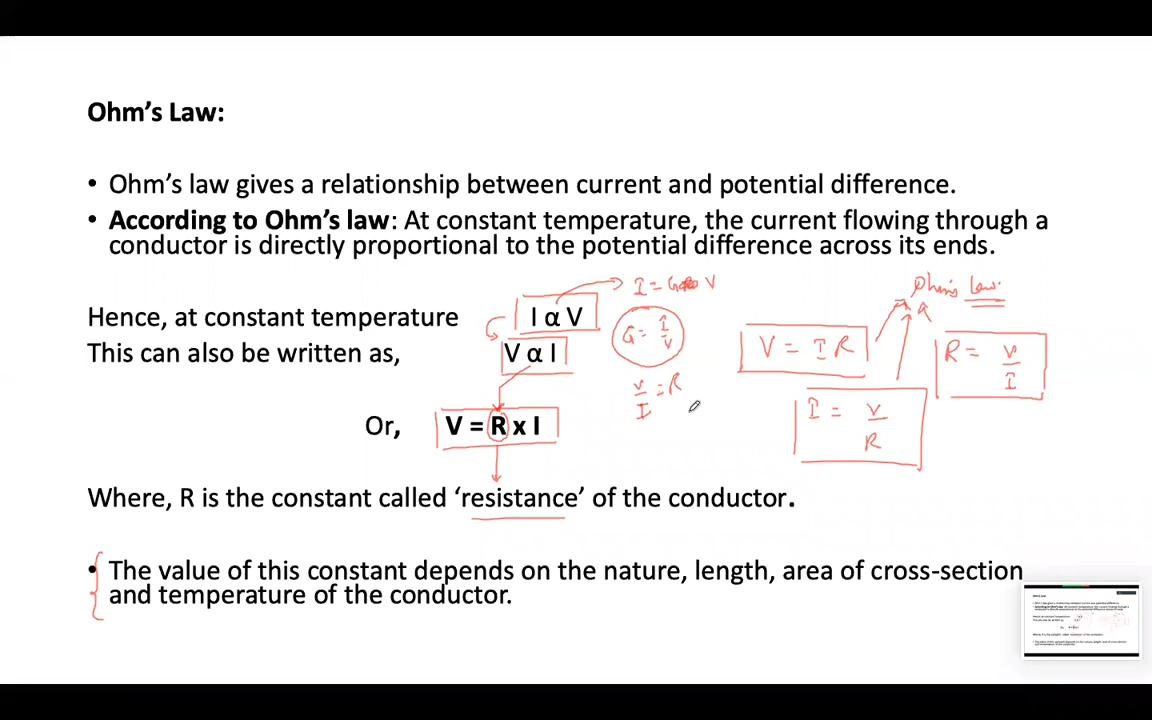 Ohm's Law:
• Ohm's law gives a relationship between current and potential difference.
• According to Ohm's law: At constant temperature, the current flowing through a
conductor is directly proportional to the potential difference across its ends.
I = G V
Ohm's law.
Hence, at constant temperature
I α V
G = I/V
V = IR
R = V/I
This can also be written as,
V α I
V/I = R
I = V/R
Or, V = R x I
Where, R is the constant called 'resistance' of the conductor.
• The value of this constant depends on the nature, length, area of cross-section
and temperature of the conductor.